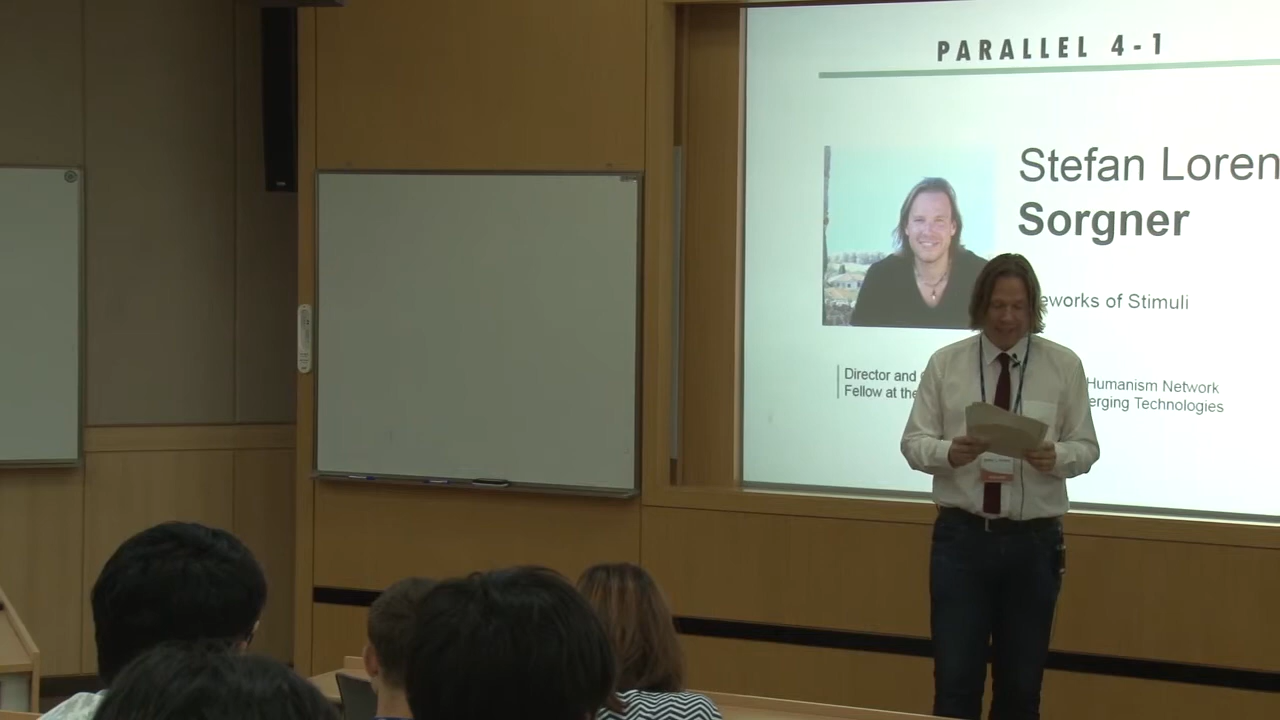 PARALLEL 4-1
Stefan Loren
Sorgner
eworks of Stimuli
Director and
Humanism Network
Fellow at the
erging Technologies